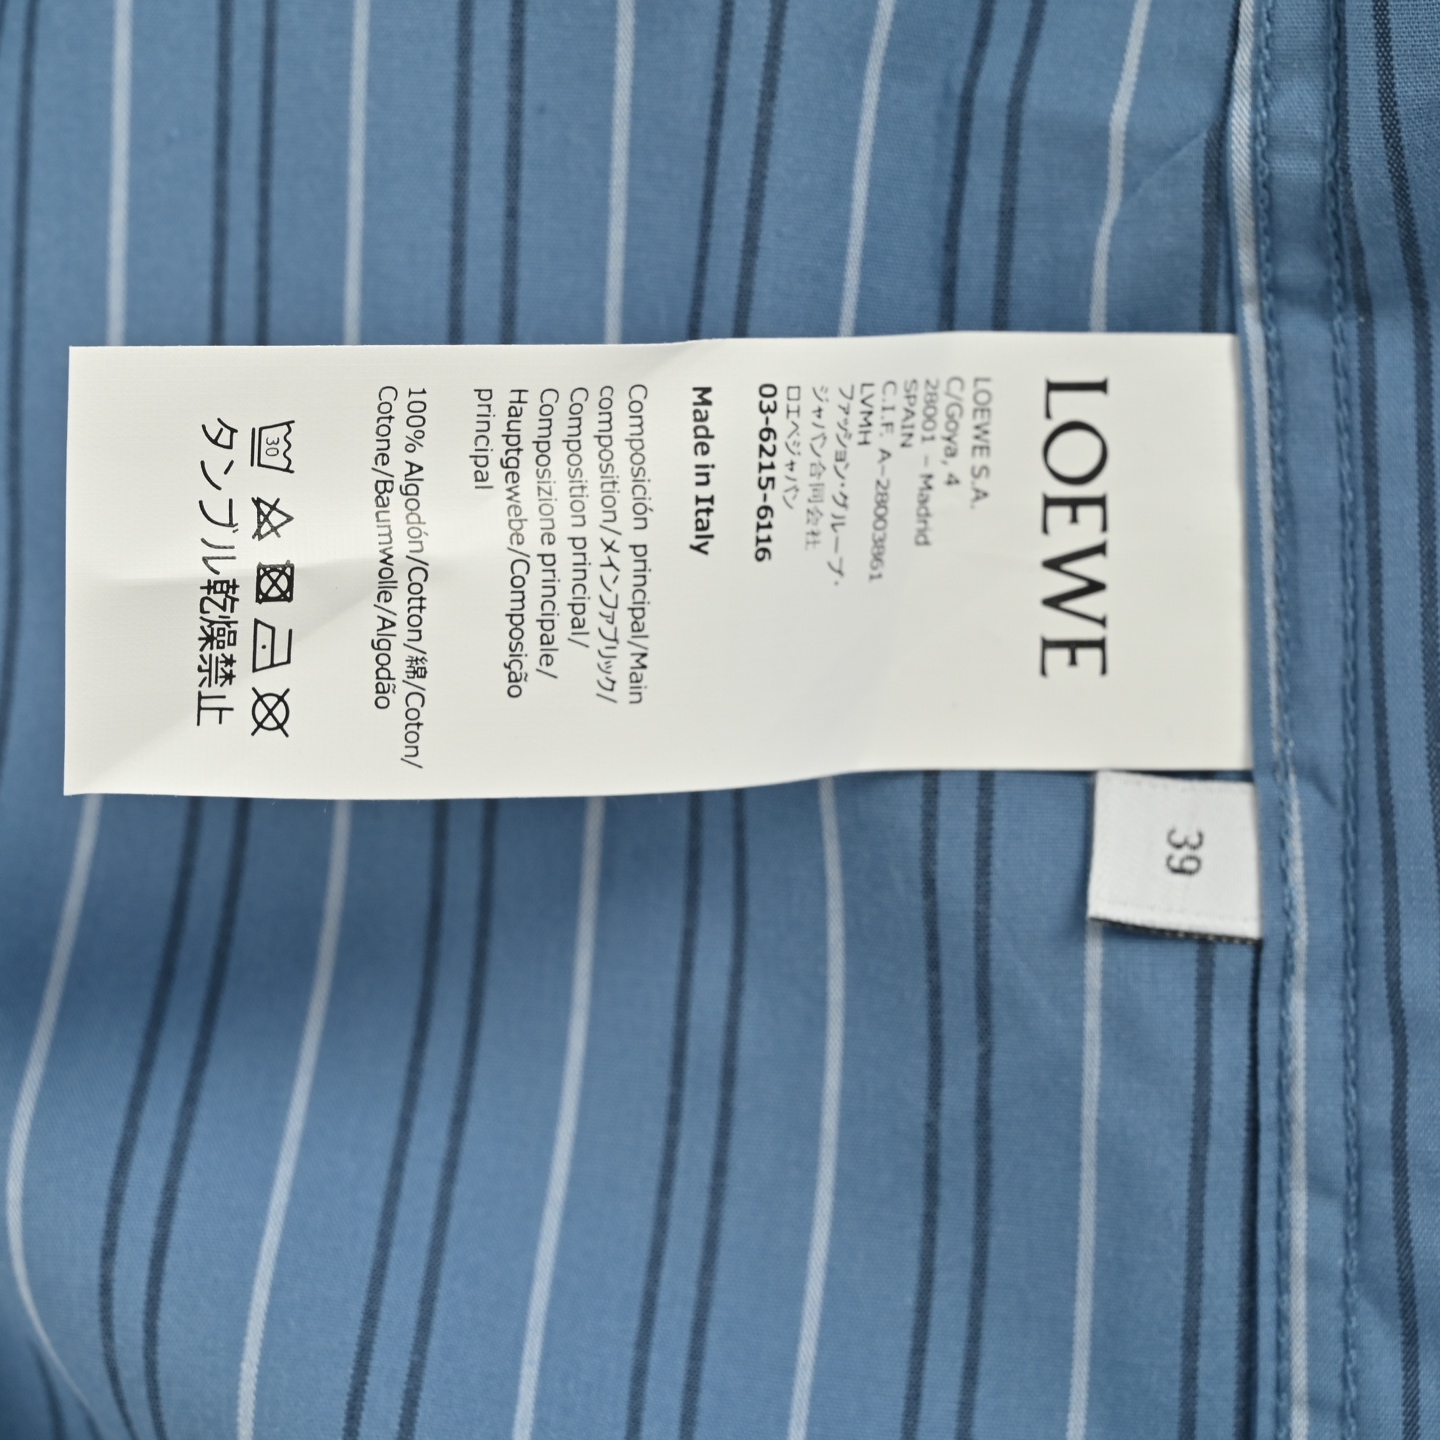 LOEWE
LOEWE S.A.
C/Goya, 4
28001 - Madrid
SPAIN
C.I.F. A-28003861
LVMH
ファッション・グループ・
ジャパン合同会社
ロエベジャパン
03-6215-6116
Made in Italy
Composición principal/Main
composition/メインファブリック/
Composition principal/
Composizione principale/
Hauptgewebe/Composição
principal
100% Algodón/Cotton/綿/Coton/
Cotone/Baumwolle/Algodão
30
タンブル乾燥禁止
39